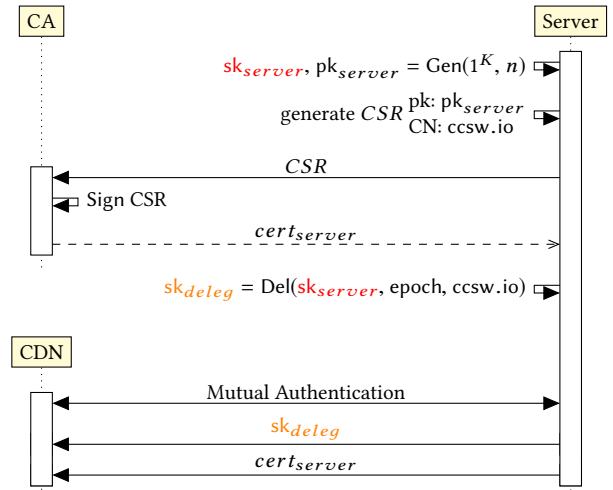 CA
Server
sk_server, pk_server = Gen(1^K, n)
generate CSR pk: pk_server
CN: ccsw.io
CSR
Sign CSR
cert_server
sk_deleg = Del(sk_server, epoch, ccsw.io)
CDN
Mutual Authentication
sk_deleg
cert_server